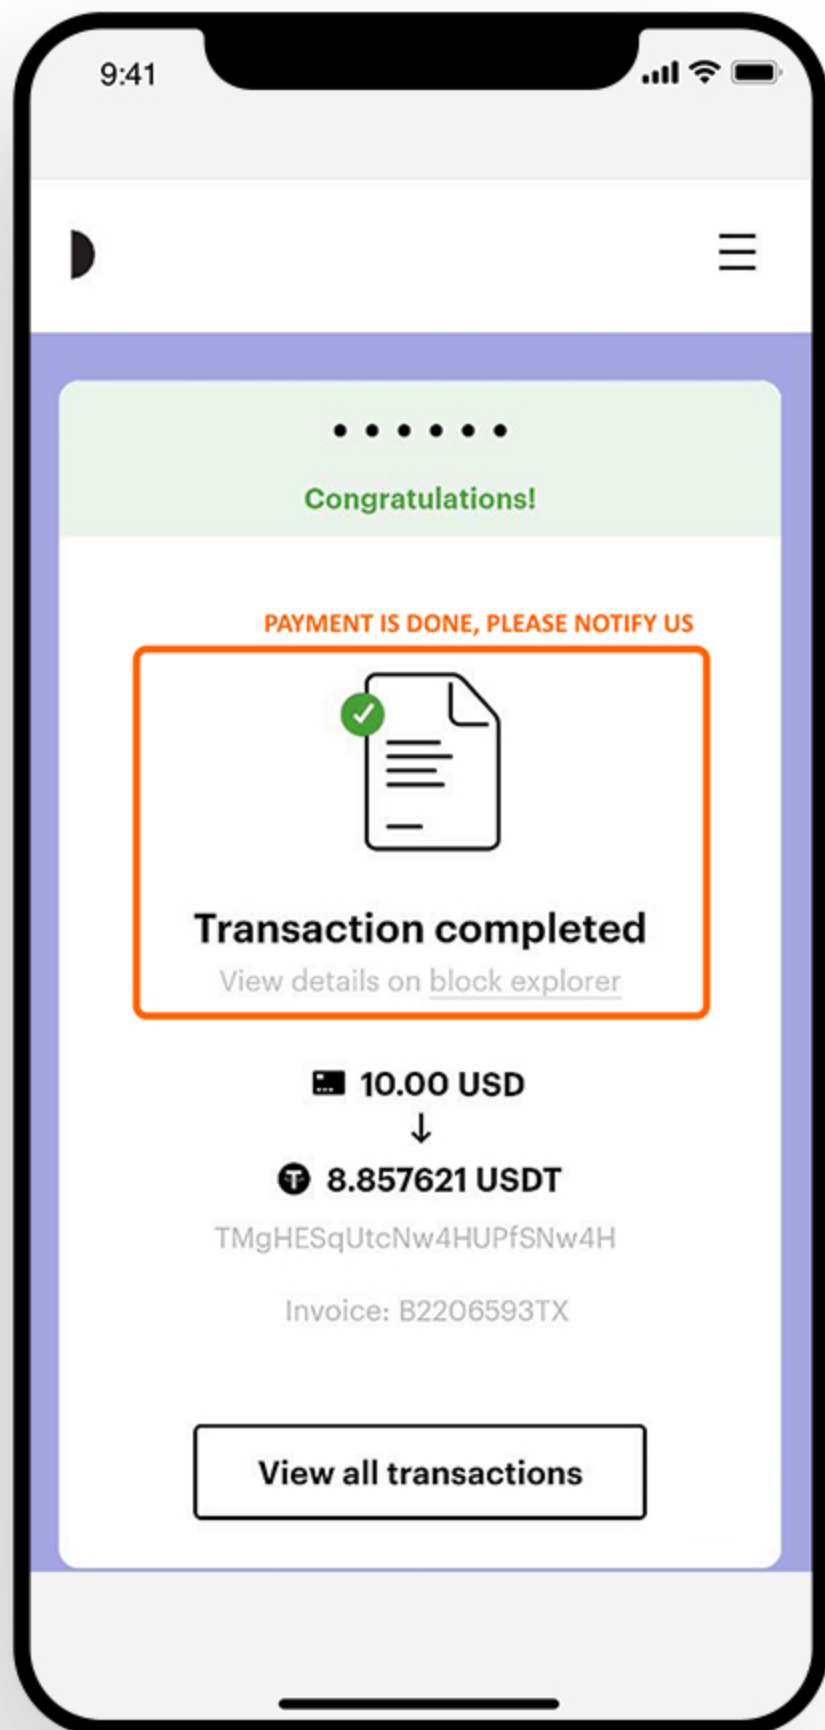 9:41
Congratulations!
PAYMENT IS DONE, PLEASE NOTIFY US
Transaction completed
View details on block explorer
10.00 USD
↓
8.857621 USDT
TMgHESqUtcNw4HUPfSNw4H
Invoice: B2206593TX
View all transactions